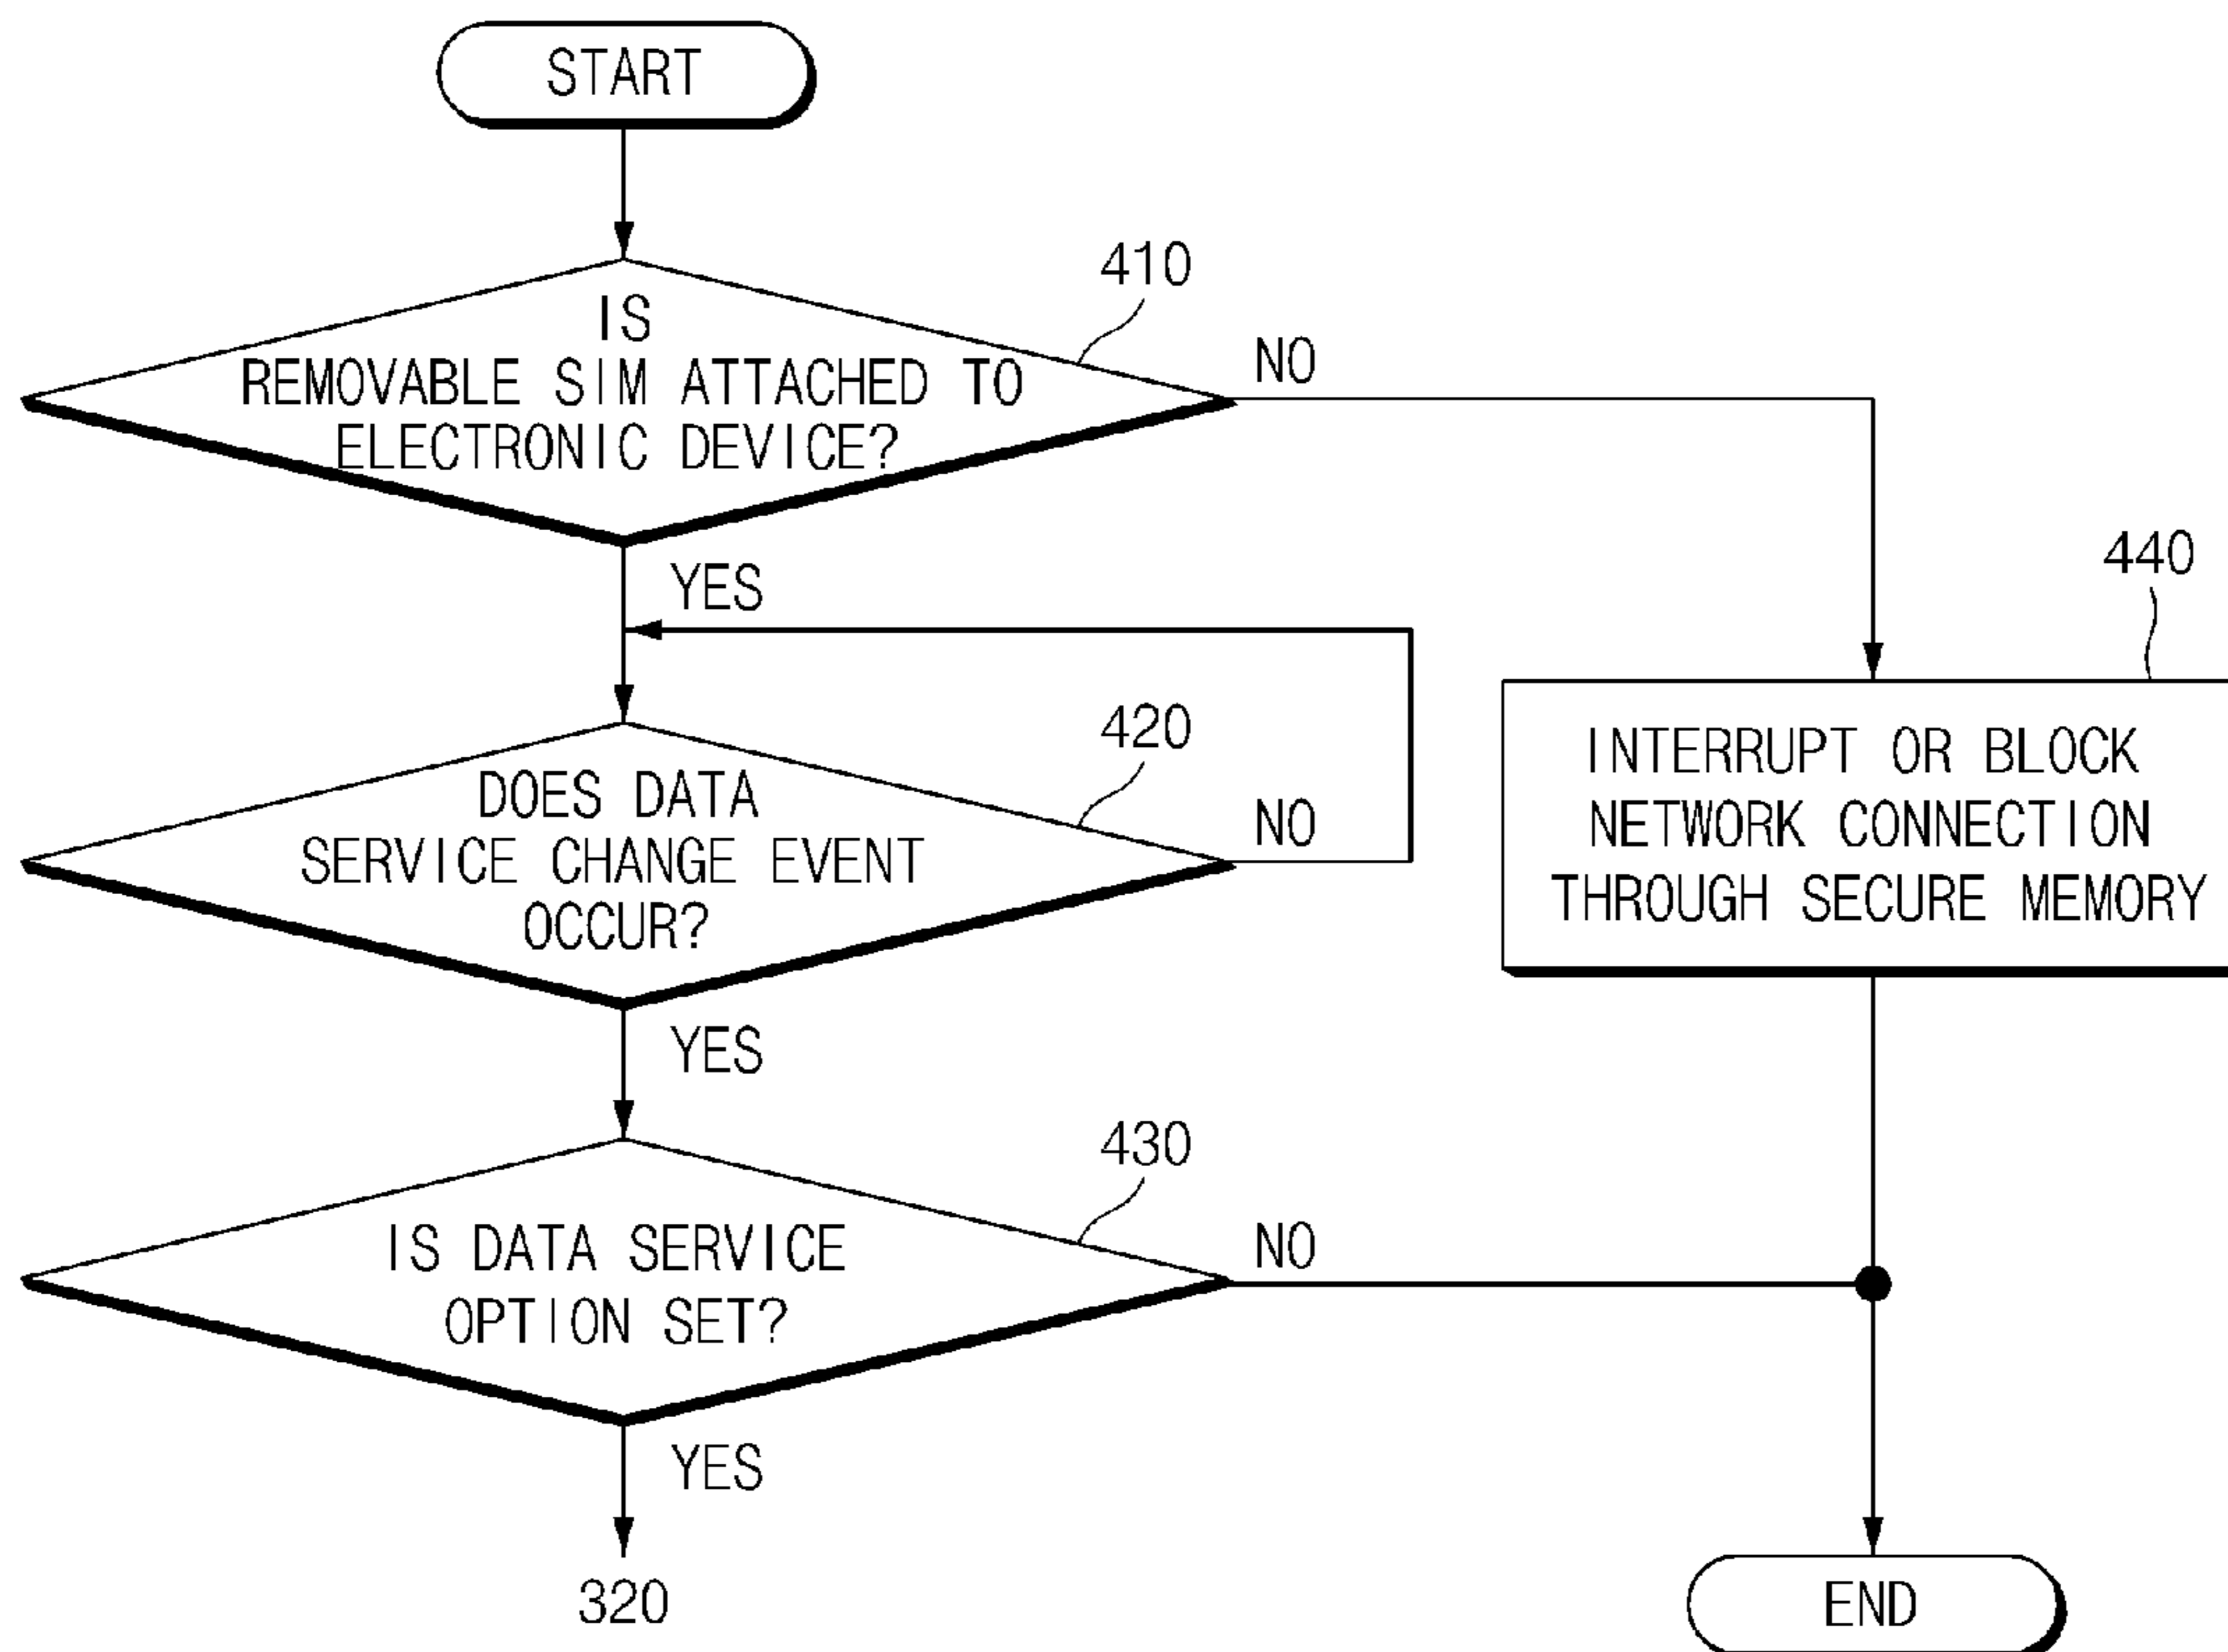 START
410
IS
REMOVABLE SIM ATTACHED TO
ELECTRONIC DEVICE?
NO
YES
440
420
DOES DATA
SERVICE CHANGE EVENT
OCCUR?
NO
INTERRUPT OR BLOCK
NETWORK CONNECTION
THROUGH SECURE MEMORY
YES
430
IS DATA SERVICE
OPTION SET?
NO
YES
320
END